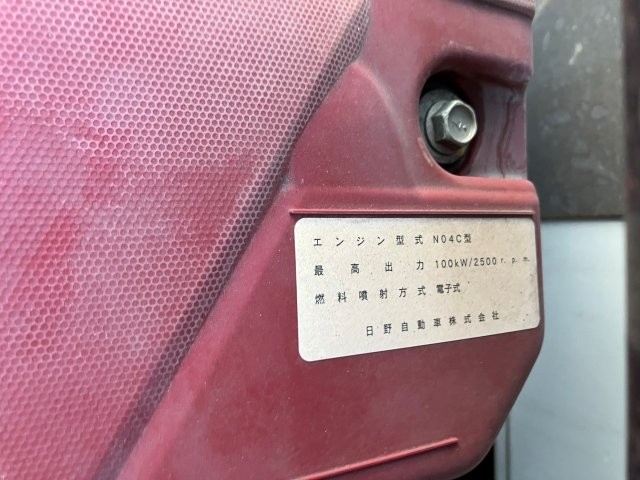 エンジン型式 N04C型
最高出力 100kW/2500r.p.m.
燃料噴射方式 電子式
日野自動車株式会社